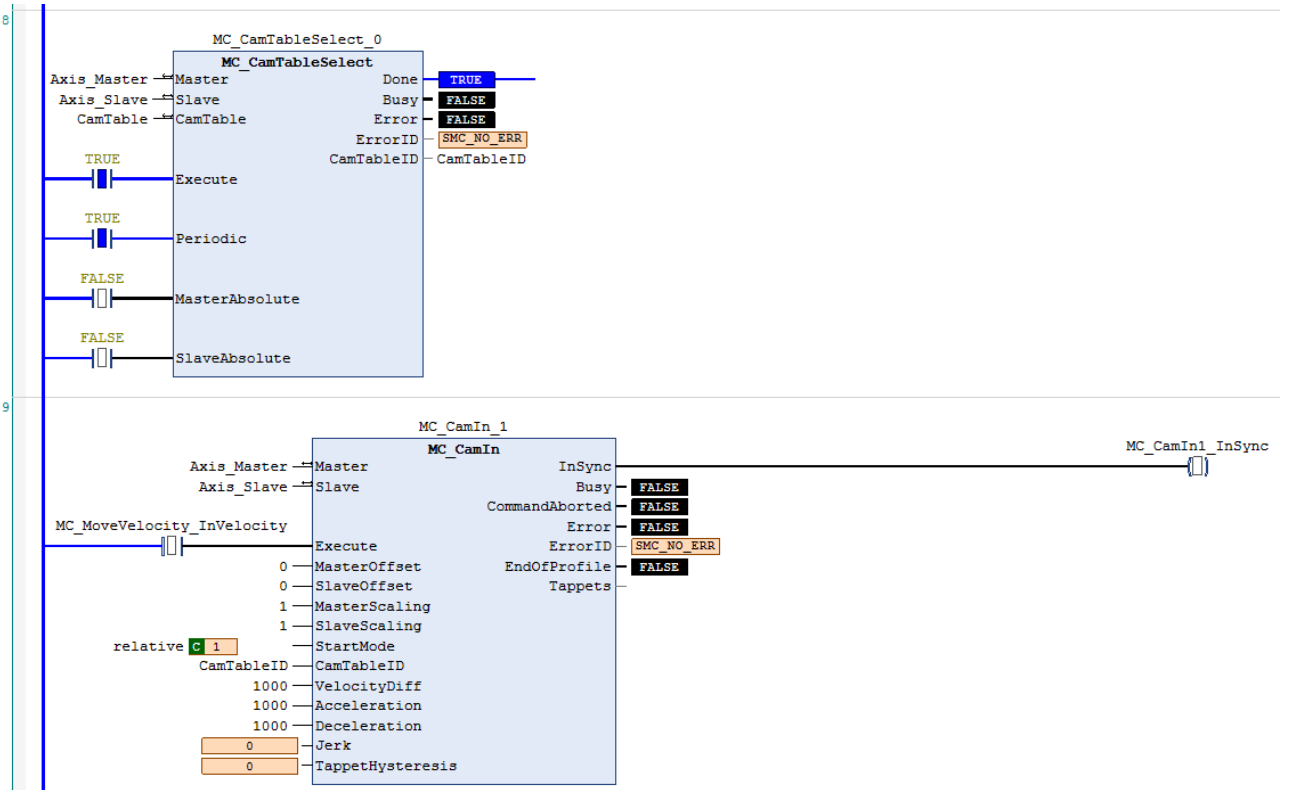 8
MC_CamTableSelect_0
MC_CamTableSelect
Axis_Master Master Done TRUE
Axis_Slave Slave Busy FALSE
CamTable CamTable Error FALSE
ErrorID SMC_NO_ERR
TRUE CamTableID CamTableID
Execute
TRUE
Periodic
FALSE
MasterAbsolute
FALSE
SlaveAbsolute
9
MC_CamIn_1
MC_CamIn
MC_CamIn1_InSync
Axis_Master Master InSync
Axis_Slave Slave Busy FALSE
CommandAborted FALSE
MC_MoveVelocity_InVelocity Error FALSE
Execute ErrorID SMC_NO_ERR
0 MasterOffset EndOfProfile FALSE
0 SlaveOffset Tappets
1 MasterScaling
1 SlaveScaling
relative C 1 StartMode
CamTableID CamTableID
1000 VelocityDiff
1000 Acceleration
1000 Deceleration
0 Jerk
0 TappetHysteresis